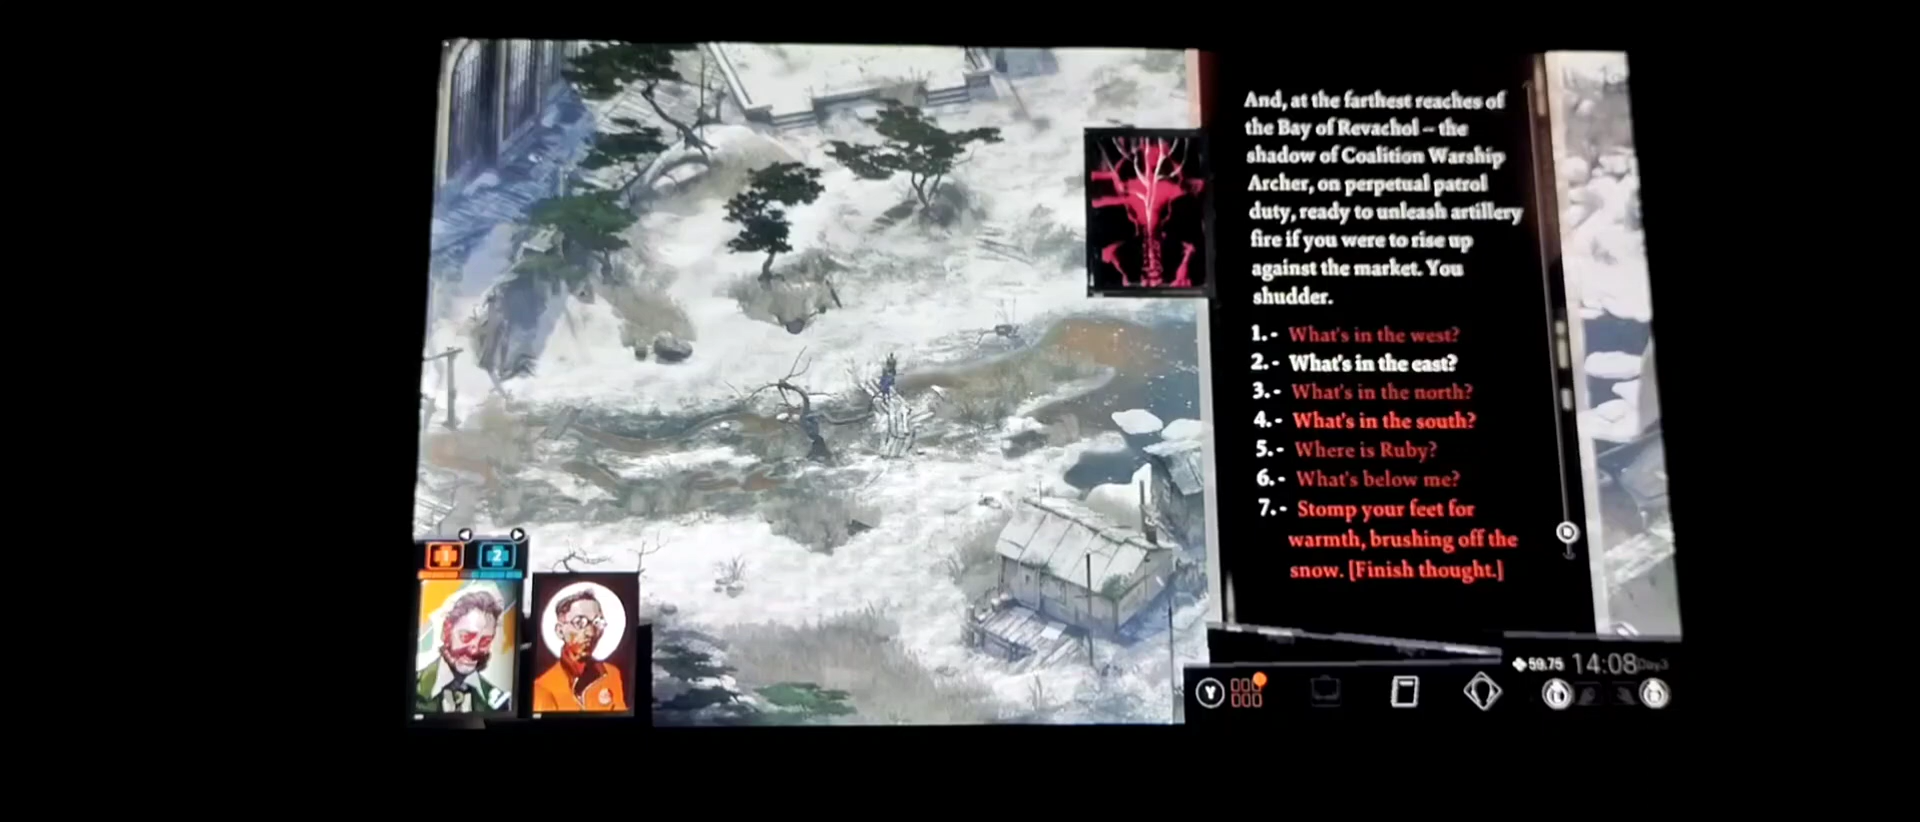 And, at the farthest reaches of
the Bay of Revachol – the
shadow of Coalition Warship
Archer, on perpetual patrol
duty, ready to unleash artillery
fire if you were to rise up
against the market. You
shudder.
1.- What's in the west?
2.- What's in the east?
3.- What's in the north?
4.- What's in the south?
5.- Where is Ruby?
6.- What's below me?
7.- Stomp your feet for
warmth, brushing off the
snow. [Finish thought.]
1 2
59.75 14:08 Day 3
Y